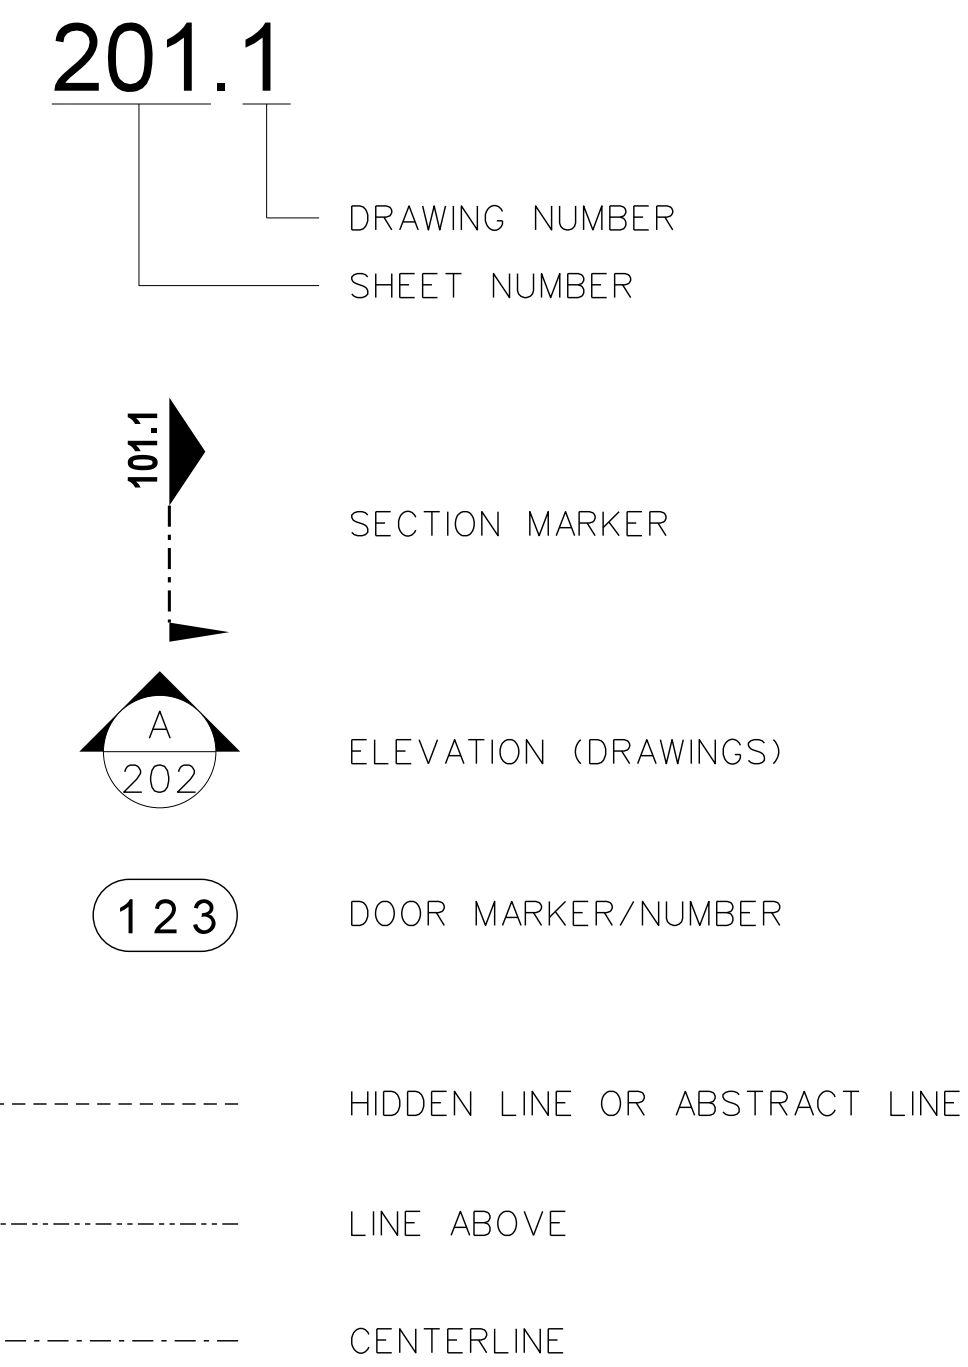 201.1
DRAWING NUMBER
SHEET NUMBER
101.1
SECTION MARKER
A
202
ELEVATION (DRAWINGS)
123
DOOR MARKER/NUMBER
HIDDEN LINE OR ABSTRACT LINE
LINE ABOVE
CENTERLINE